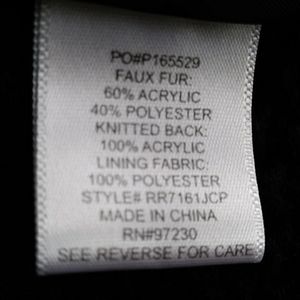 PO#P165529
FAUX FUR:
60% ACRYLIC
40% POLYESTER
KNITTED BACK:
100% ACRYLIC
LINING FABRIC:
100% POLYESTER
STYLE# RR7161JCP
MADE IN CHINA
RN#97230
SEE REVERSE FOR CARE